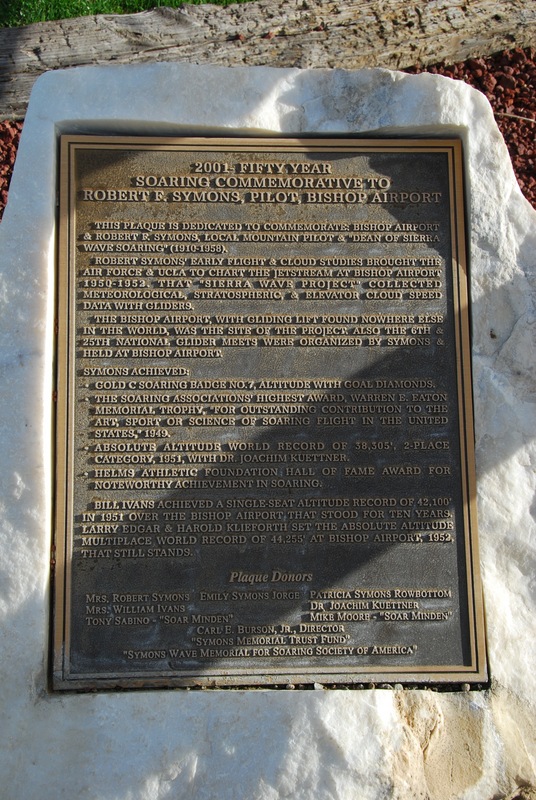 2001- FIFTY YEAR
SOARING COMMEMORATIVE TO
ROBERT F. SYMONS, PILOT, BISHOP AIRPORT
THIS PLAQUE IS DEDICATED TO COMMEMORATE; BISHOP AIRPORT
& ROBERT F. SYMONS, LOCAL MOUNTAIN PILOT & "DEAN OF SIERRA
WAVE SOARING" (1910-1958).
ROBERT SYMONS' EARLY FLIGHT & CLOUD STUDIES BROUGHT THE
AIR FORCE & UCLA TO CHART THE JETSTREAM AT BISHOP AIRPORT
1950-1952. THAT "SIERRA WAVE PROJECT" COLLECTED
METEOROLOGICAL, STRATOSPHERIC, & ELEVATOR CLOUD SPEED
DATA WITH GLIDERS.
THE BISHOP AIRPORT, WITH GLIDING LIFT FOUND NOWHERE ELSE
IN THE WORLD, WAS THE SITE OF THE PROJECT. ALSO THE 6TH &
25TH NATIONAL GLIDER MEETS WERE ORGANIZED BY SYMONS &
HELD AT BISHOP AIRPORT.
SYMONS ACHIEVED;
• GOLD C SOARING BADGE NO.7, ALTITUDE WITH GOAL DIAMONDS.
• THE SOARING ASSOCIATIONS' HIGHEST AWARD, WARREN E. EATON
MEMORIAL TROPHY, "FOR OUTSTANDING CONTRIBUTION TO THE
ART, SPORT OR SCIENCE OF SOARING FLIGHT IN THE UNITED
STATES," 1949.
• ABSOLUTE ALTITUDE WORLD RECORD OF 38,305', 2-PLACE
CATEGORY, 1951, WITH DR. JOACHIM KUETTNER.
• HELMS ATHLETIC FOUNDATION HALL OF FAME AWARD FOR
NOTEWORTHY ACHIEVEMENT IN SOARING.
BILL IVANS ACHIEVED A SINGLE-SEAT ALTITUDE RECORD OF 42,100'
IN 1951 OVER THE BISHOP AIRPORT, THAT STOOD FOR TEN YEARS.
LARRY EDGAR & HAROLD KLIEFORTH SET THE ABSOLUTE ALTITUDE
MULTIPLACE WORLD RECORD OF 44,255' AT BISHOP AIRPORT, 1952,
THAT STILL STANDS.
Plaque Donors
MRS. ROBERT SYMONS EMILY SYMONS JORGE PATRICIA SYMONS ROWBOTTOM
MRS. WILLIAM IVANS DR. JOACHIM KUETTNER
TONY SABINO - "SOAR MINDEN" MIKE MOORE - "SOAR MINDEN"
CARL E. BURSON, JR., DIRECTOR
"SYMONS MEMORIAL TRUST FUND"
"SYMONS WAVE MEMORIAL FOR SOARING SOCIETY OF AMERICA"